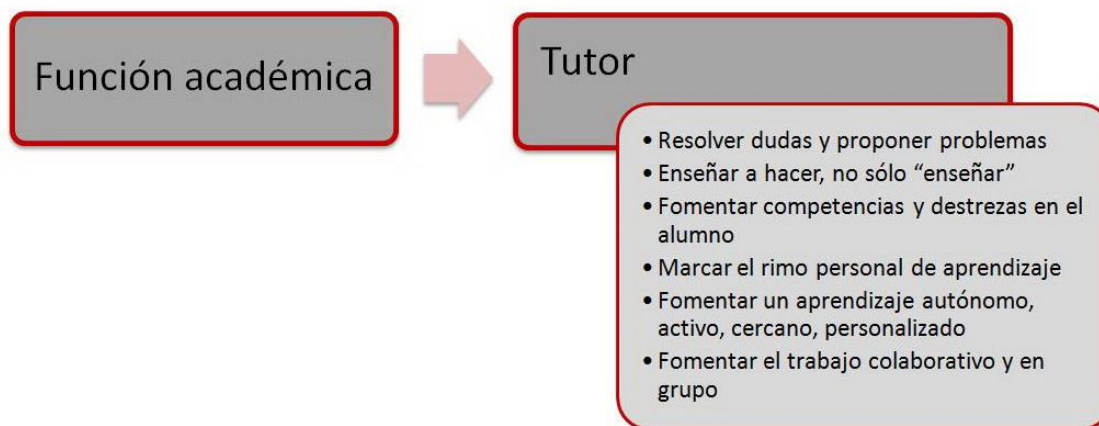 Función académica
Tutor
• Resolver dudas y proponer problemas
• Enseñar a hacer, no sólo “enseñar”
• Fomentar competencias y destrezas en el
alumno
• Marcar el rimo personal de aprendizaje
• Fomentar un aprendizaje autónomo,
activo, cercano, personalizado
• Fomentar el trabajo colaborativo y en
grupo